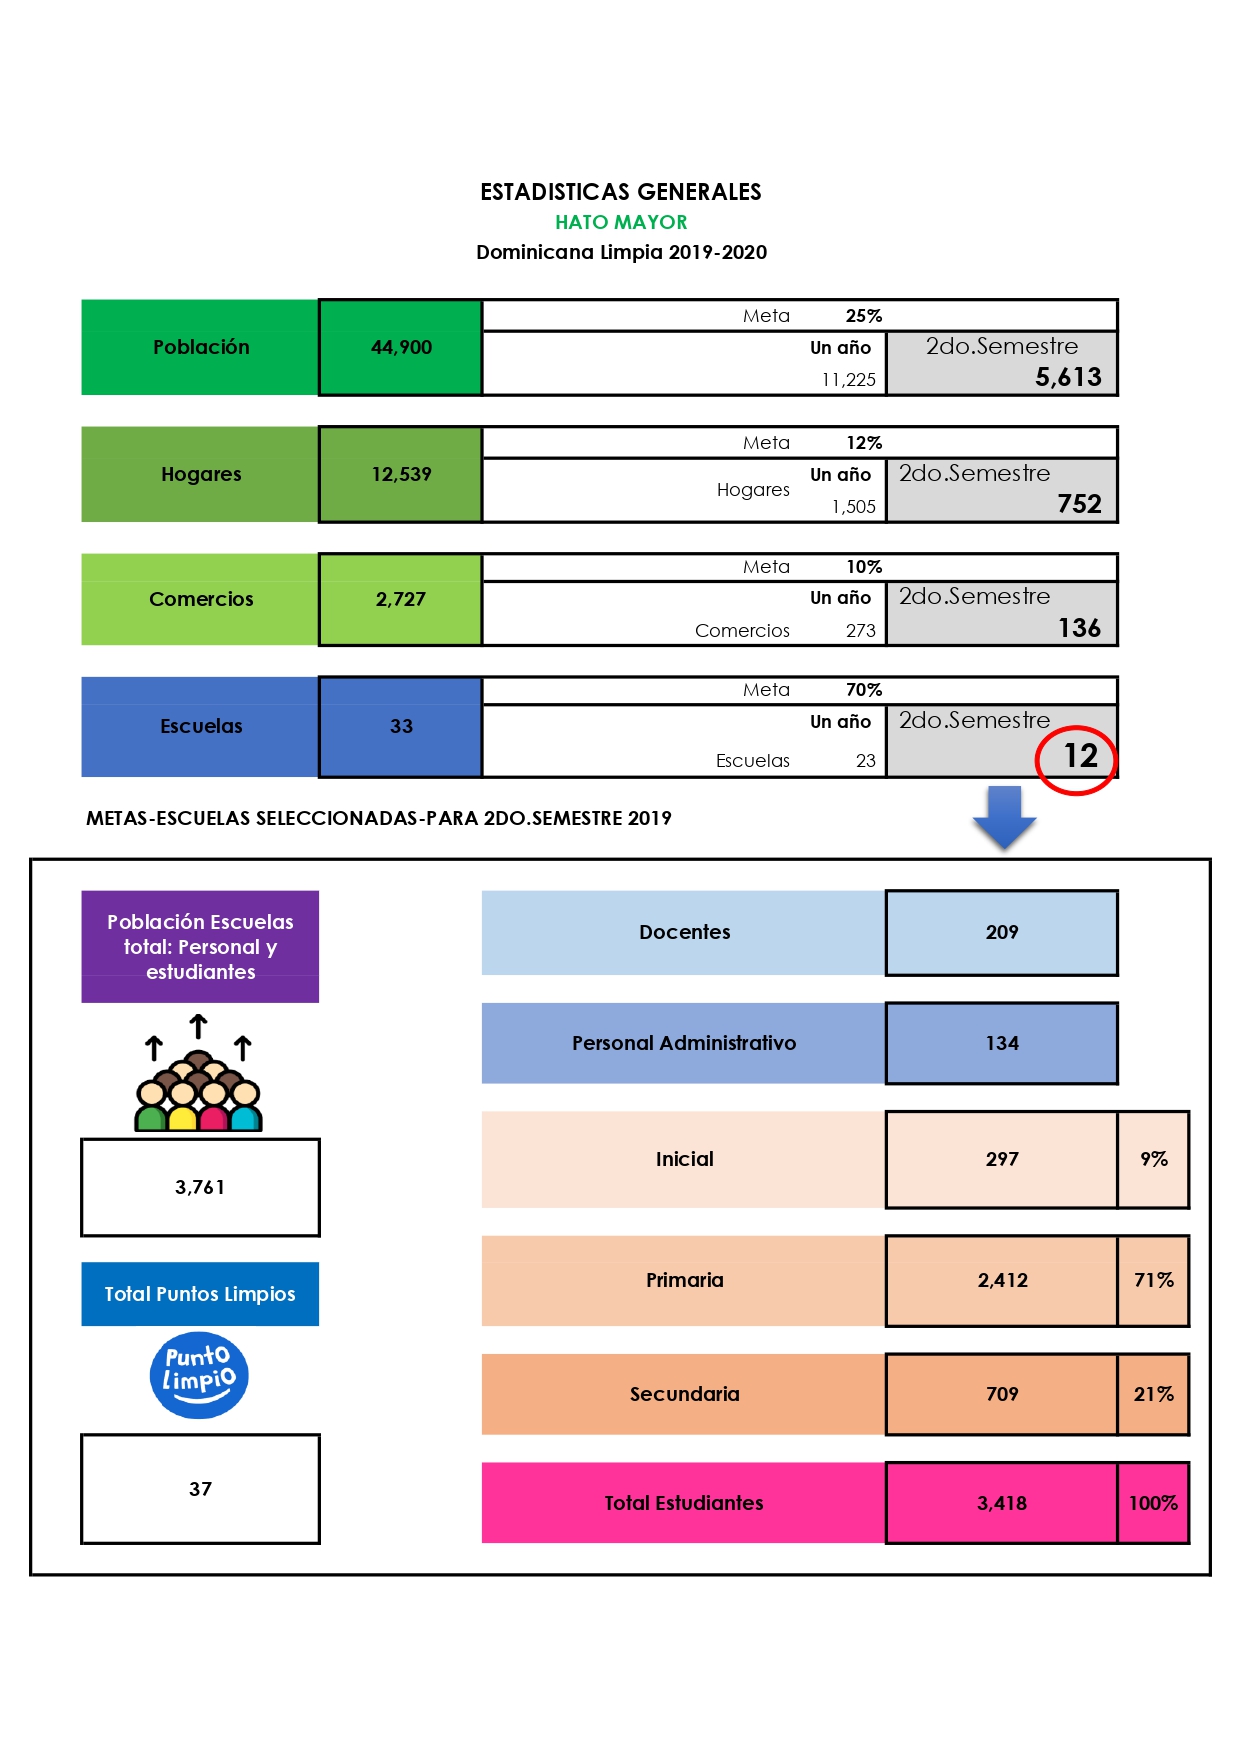 ESTADISTICAS GENERALES
HATO MAYOR
Dominicana Limpia 2019-2020
Población
44,900
Meta 25%
Un año
11,225
2do.Semestre
5,613
Hogares
12,539
Meta 12%
Un año
Hogares
1,505
2do.Semestre
752
Comercios
2,727
Meta 10%
Un año
Comercios 273
2do.Semestre
136
Escuelas
33
Meta 70%
Un año
Escuelas 23
2do.Semestre
12
METAS-ESCUELAS SELECCIONADAS-PARA 2DO.SEMESTRE 2019
Población Escuelas
total: Personal y
estudiantes
3,761
Total Puntos Limpios
Punto
Limpio
37
Docentes 209
Personal Administrativo 134
Inicial 297 9%
Primaria 2,412 71%
Secundaria 709 21%
Total Estudiantes 3,418 100%